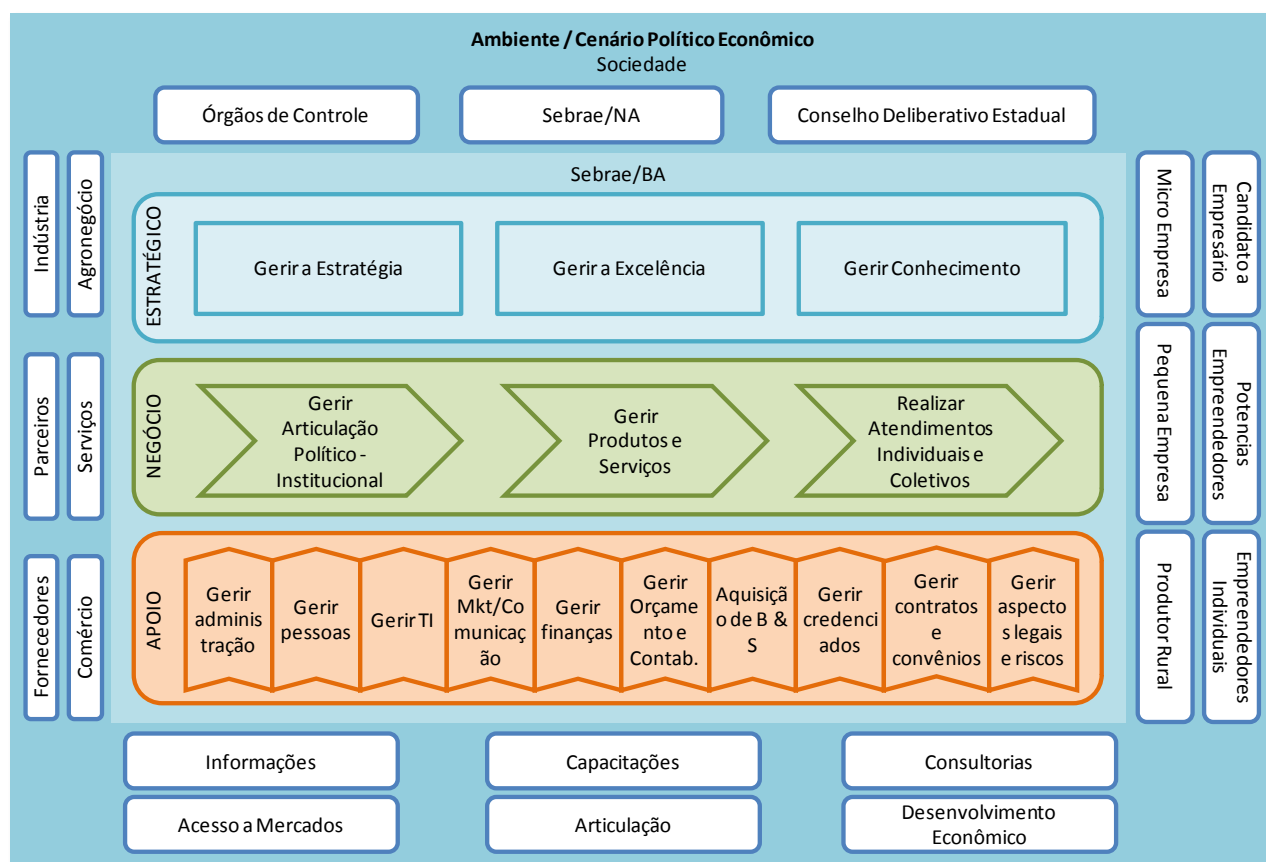 Ambiente / Cenário Político Econômico
Sociedade
Órgãos de Controle
Sebrae/NA
Conselho Deliberativo Estadual
Indústria
Agronegócio
Parceiros
Serviços
Fornecedores
Comércio
Sebrae/BA
ESTRATÉGICO
Gerir a Estratégia
Gerir a Excelência
Gerir Conhecimento
NEGÓCIO
Gerir
Articulação
Político -
Institucional
Gerir
Produtos e
Serviços
Realizar
Atendimentos
Individuais e
Coletivos
APOIO
Gerir
adminis
tração
Gerir
pessoas
Gerir TI
Gerir
Mkt/Co
municaç
ão
Gerir
finanças
Gerir
Orçame
nto e
Contab.
Aquisiçã
o de B &
S
Gerir
credenci
ados
Gerir
contratos
e
convênios
Gerir
aspecto
s legais
e riscos
Micro Empresa
Candidato a
Empresário
Pequena Empresa
Potencias
Empreendedores
Produtor Rural
Empreendedores
Individuais
Informações
Capacitações
Consultorias
Acesso a Mercados
Articulação
Desenvolvimento
Econômico